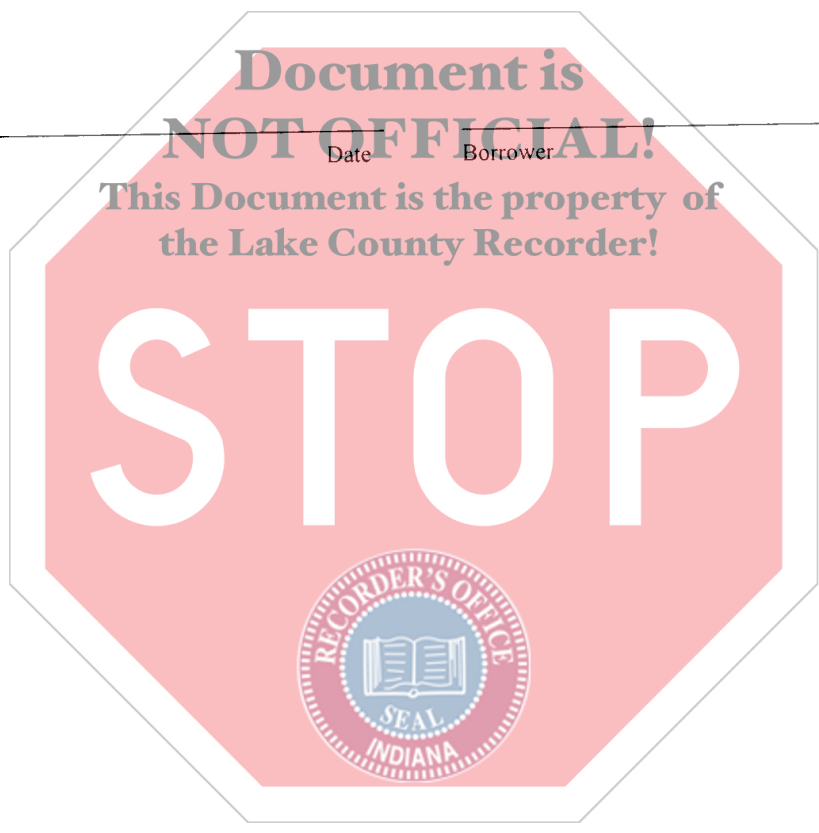 Document is
NOT OFFICIAL!
Date Borrower
This Document is the property of
the Lake County Recorder!
STOP
RECORDER'S OFFICE
SEAL
INDIANA